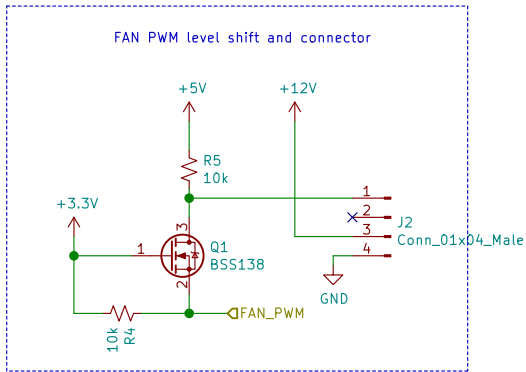 FAN PWM level shift and connector
+5V
+12V
R5
10k
1
+3.3V
2
J2
3
3
Conn_01x04_Male
1
Q1
4
BSS138
2
GND
10k
R4
FAN_PWM